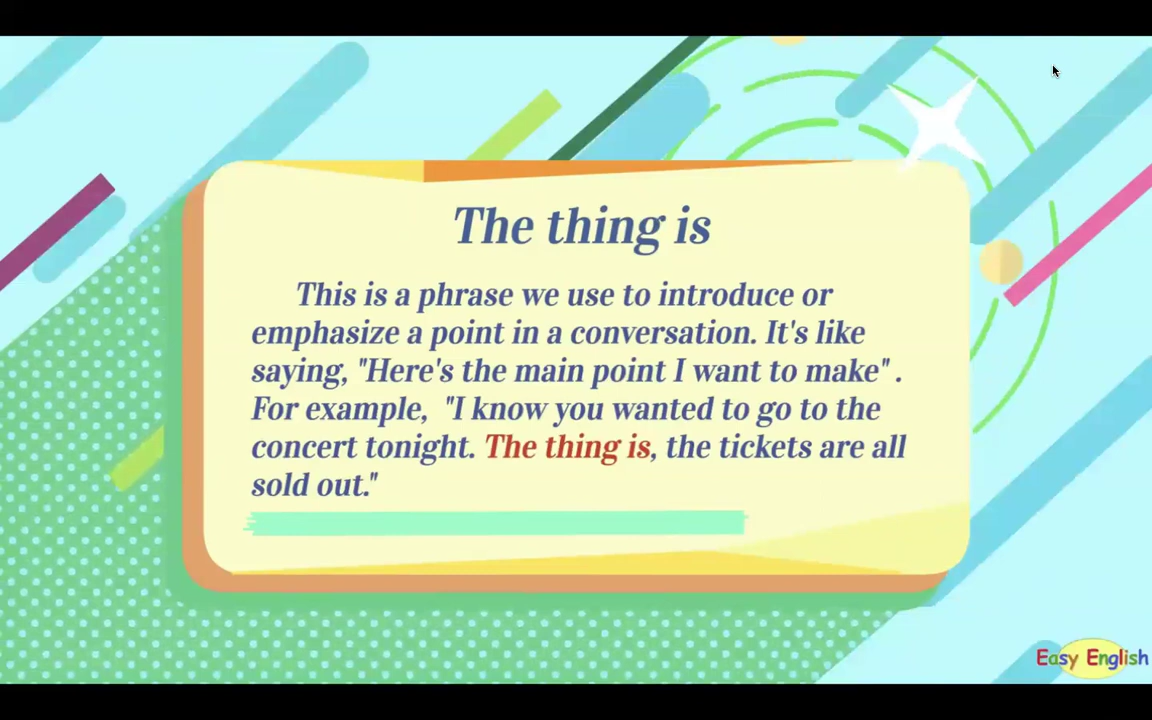 The thing is
This is a phrase we use to introduce or
emphasize a point in a conversation. It's like
saying, "Here's the main point I want to make" .
For example,  "I know you wanted to go to the
concert tonight. The thing is, the tickets are all
sold out."
Easy English